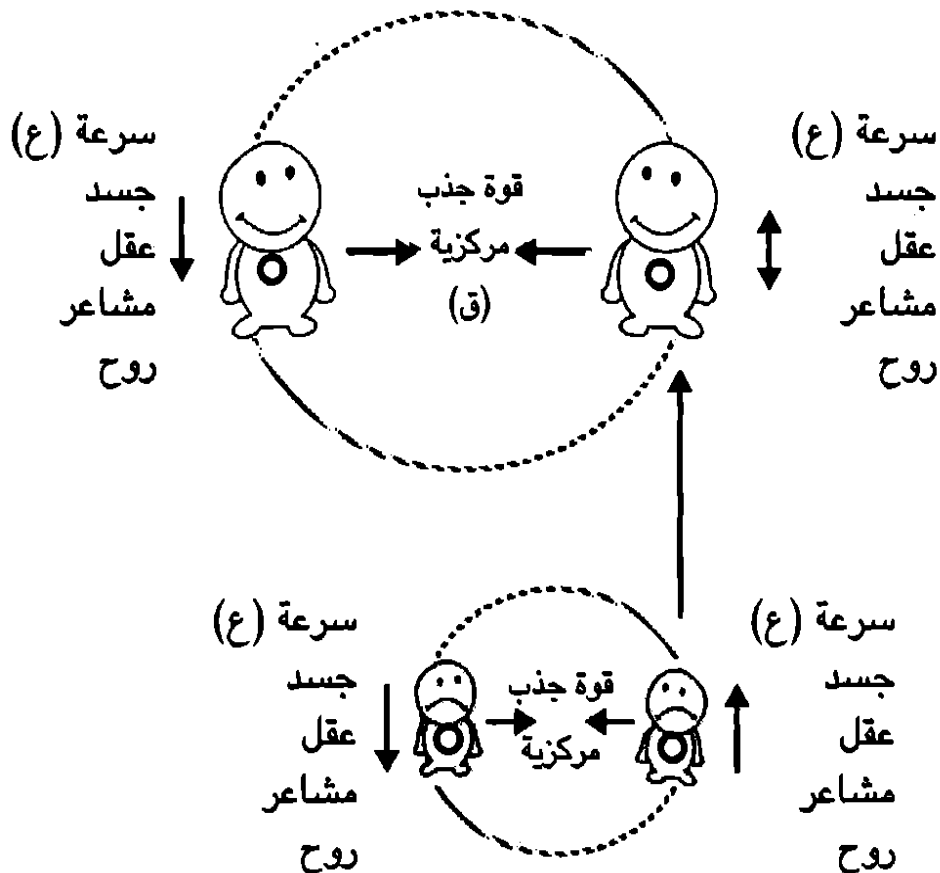 سرعة (ع)
جسد
عقل
مشاعر
روح
قوة جذب
مركزية
(ق)
سرعة (ع)
جسد
عقل
مشاعر
روح
سرعة (ع)
جسد
عقل
مشاعر
روح
قوة جذب
مركزية
سرعة (ع)
جسد
عقل
مشاعر
روح